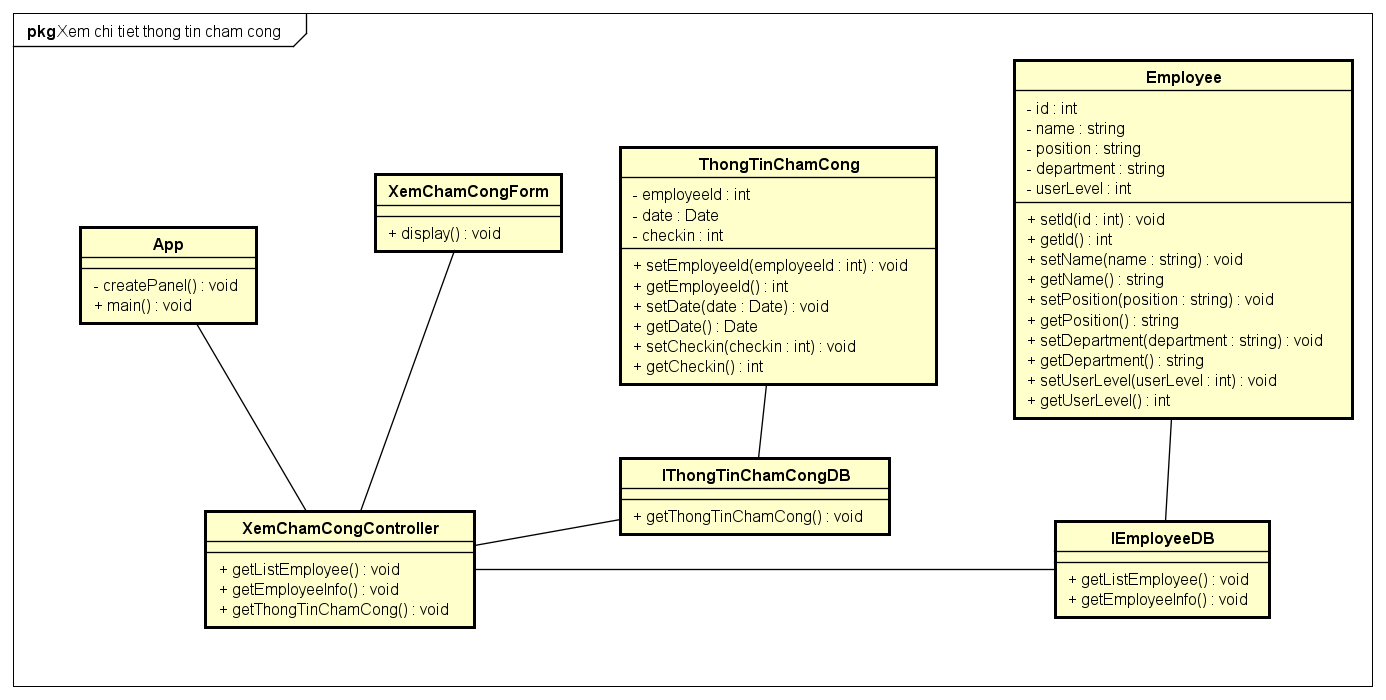 pkg Xem chi tiet thong tin cham cong
App
- createPanel() : void
+ main() : void
XemChamCongForm
+ display() : void
ThongTinChamCong
- employeeId : int
- date : Date
- checkin : int
+ setEmployeeId(employeeId : int) : void
+ getEmployeeId() : int
+ setDate(date : Date) : void
+ getDate() : Date
+ setCheckin(checkin : int) : void
+ getCheckin() : int
Employee
- id : int
- name : string
- position : string
- department : string
- userLevel : int
+ setId(id : int) : void
+ getId() : int
+ setName(name : string) : void
+ getName() : string
+ setPosition(position : string) : void
+ getPosition() : string
+ setDepartment(department : string) : void
+ getDepartment() : string
+ setUserLevel(userLevel : int) : void
+ getUserLevel() : int
XemChamCongController
+ getListEmployee() : void
+ getEmployeeInfo() : void
+ getThongTinChamCong() : void
IThongTinChamCongDB
+ getThongTinChamCong() : void
IEmployeeDB
+ getListEmployee() : void
+ getEmployeeInfo() : void